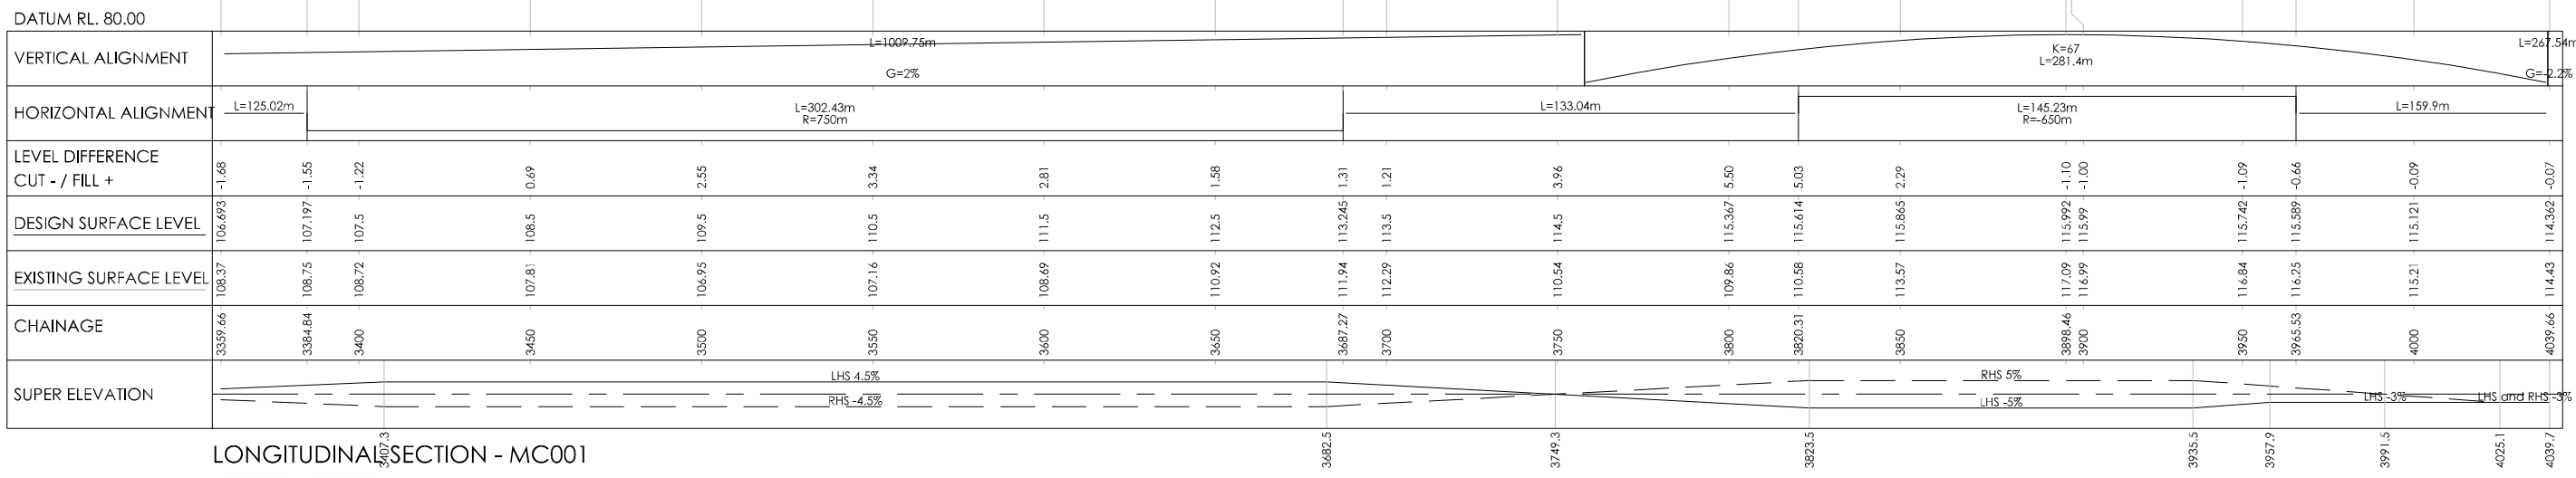 DATUM RL. 80.00
VERTICAL ALIGNMENT
L=1009.75m
G=2%
K=67
L=281.4m
L=267.54m
G=-2.2%
HORIZONTAL ALIGNMENT
L=125.02m
L=302.43m
R=750m
L=133.04m
L=145.23m
R=-650m
L=159.9m
LEVEL DIFFERENCE
CUT - / FILL +
-1.68 -1.55 -1.22 0.69 2.55 3.34 2.81 1.58 1.31 1.21 3.96 5.50 5.03 2.29 -1.10 -1.00 -1.09 -0.66 -0.09 -0.07
DESIGN SURFACE LEVEL
106.693 107.197 107.5 108.5 109.5 110.5 111.5 112.5 113.245 113.5 114.5 115.367 115.614 115.865 115.992 115.99 115.742 115.589 115.121 114.362
EXISTING SURFACE LEVEL
108.37 108.75 108.72 107.81 106.95 107.16 108.69 110.92 111.94 112.29 110.54 109.86 110.58 113.57 117.09 116.99 116.84 116.25 115.21 114.43
CHAINAGE
3359.66 3384.84 3400 3450 3500 3550 3600 3650 3687.27 3700 3750 3800 3820.31 3850 3898.46 3900 3950 3965.53 4000 4039.66
SUPER ELEVATION
LHS 4.5%
RHS -4.5%
RHS 5%
LHS -5%
LHS -3%
LHS and RHS -3%
3407.3 3682.5 3749.3 3823.5 3935.5 3957.9 3991.5 4025.1 4039.7
LONGITUDINAL SECTION - MC001